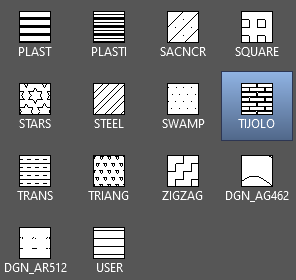 PLAST PLASTI SACNCR SQUARE
STARS STEEL SWAMP TIJOLO
TRANS TRIANG ZIGZAG DGN_AG462
DGN_AR512 USER